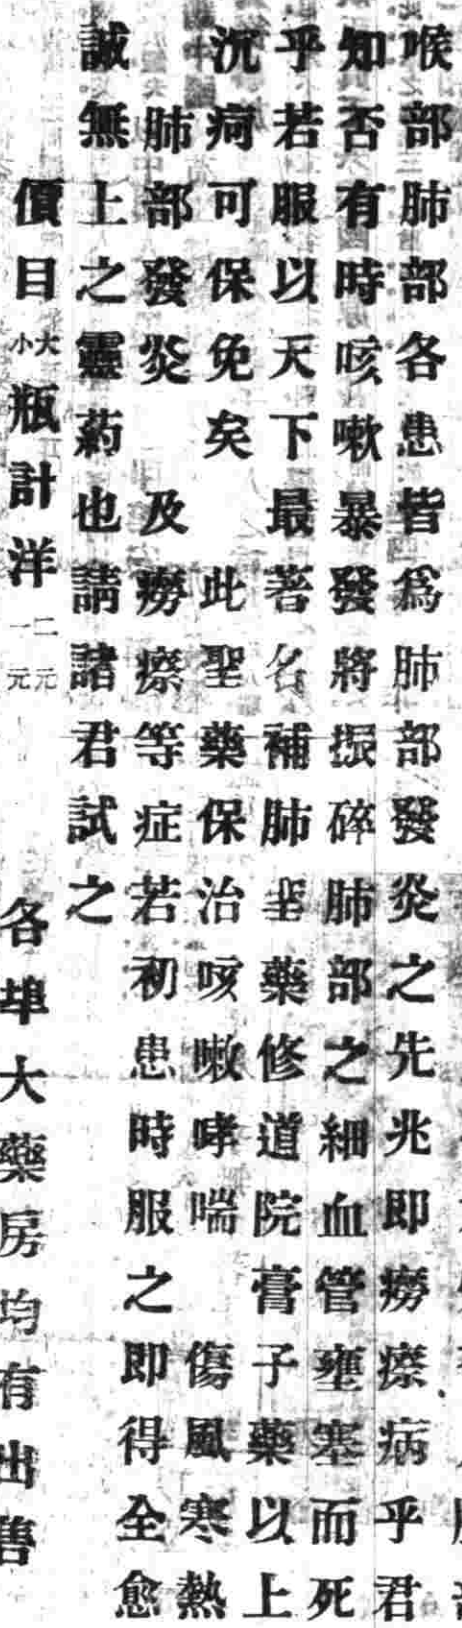 喉部肺部各患皆爲肺部發炎之先兆即癆瘵病乎君
知否有時咳嗽暴發將振碎肺部之細血管壅塞而死
乎若服以天下最著名補肺聖藥修道院膏子藥以上
沉疴可保免矣 此聖藥保治咳嗽哮喘 傷風寒熱
肺部發炎 及癆瘵等症若初患時服之即得全愈
誠無上之靈葯也請諸君試之
價目大小瓶計洋二元一元 各埠大藥房均有出售